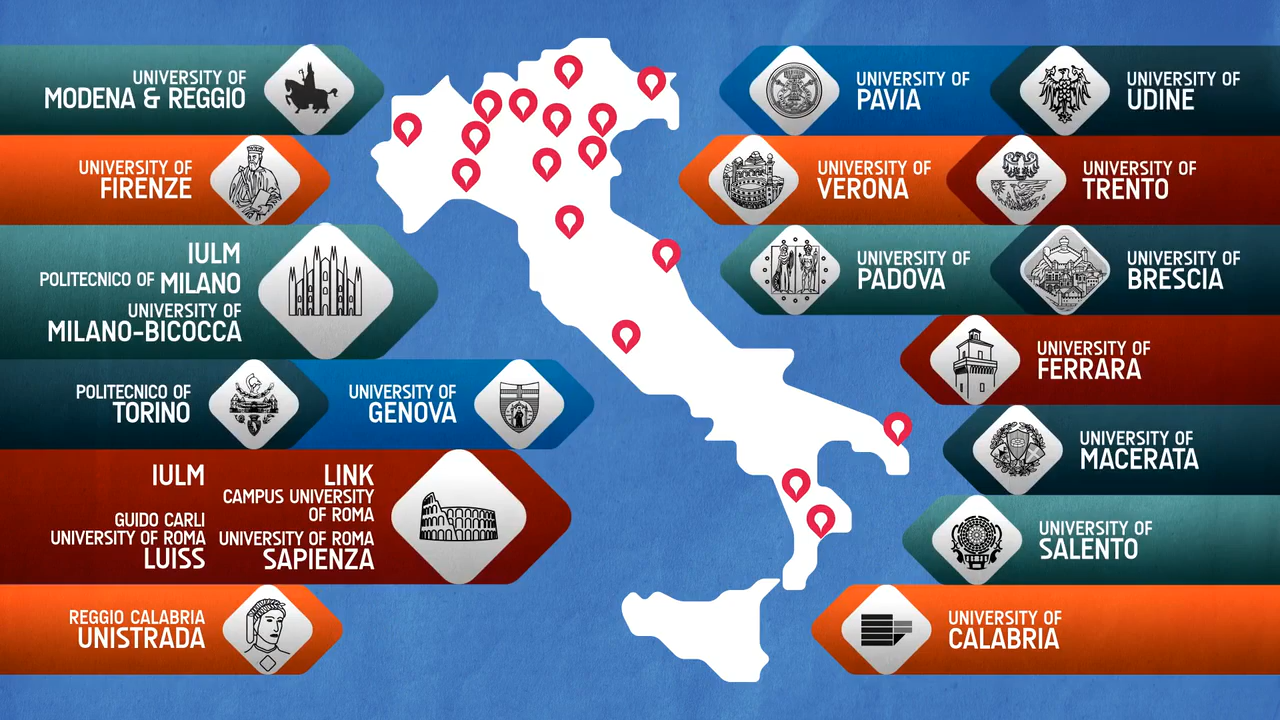 UNIVERSITY OF
MODENA & REGGIO
UNIVERSITY OF
FIRENZE
IULM
POLITECNICO OF MILANO
UNIVERSITY OF
MILANO-BICOCCA
POLITECNICO OF
TORINO
UNIVERSITY OF
GENOVA
IULM
GUIDO CARLI
UNIVERSITY OF ROMA
LUISS
LINK
CAMPUS UNIVERSITY
OF ROMA
UNIVERSITY OF ROMA
SAPIENZA
REGGIO CALABRIA
UNISTRADA
UNIVERSITY OF
PAVIA
UNIVERSITY OF
UDINE
UNIVERSITY OF
VERONA
UNIVERSITY OF
TRENTO
UNIVERSITY OF
PADOVA
UNIVERSITY OF
BRESCIA
UNIVERSITY OF
FERRARA
UNIVERSITY OF
MACERATA
UNIVERSITY OF
SALENTO
UNIVERSITY OF
CALABRIA